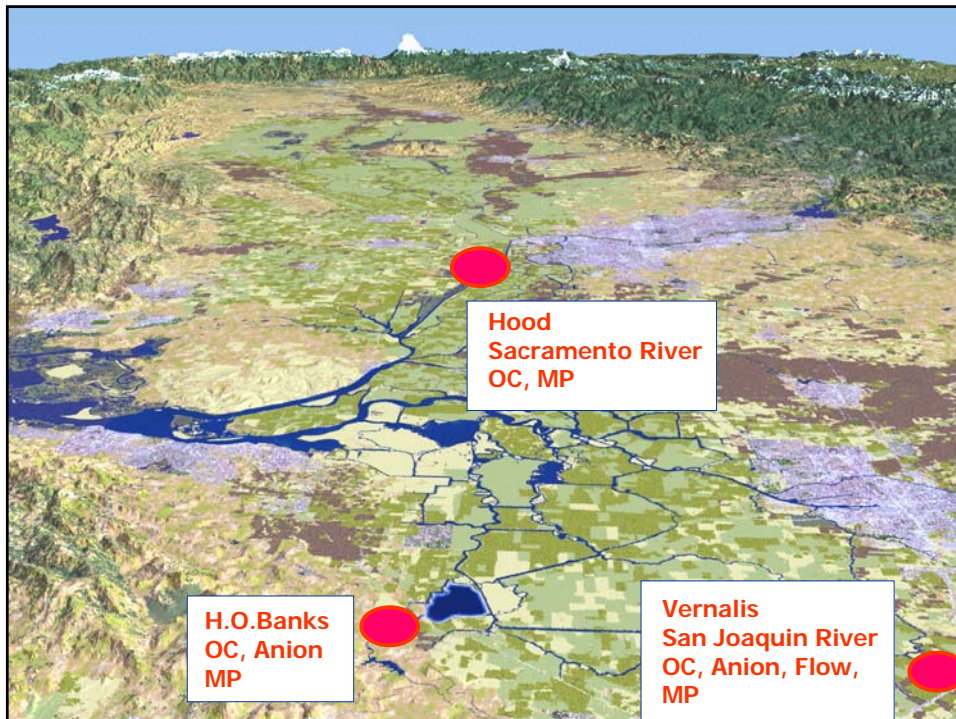 Hood
Sacramento River
OC, MP
H.O.Banks
OC, Anion
MP
Vernalis
San Joaquin River
OC, Anion, Flow,
MP